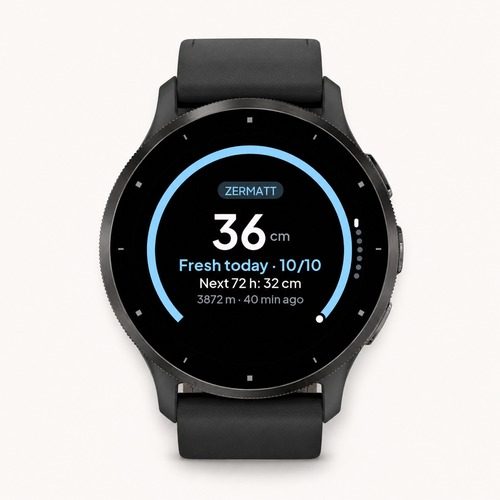 ZERMATT
36 cm
Fresh today · 10/10
Next 72 h: 32 cm
3872 m · 40 min ago